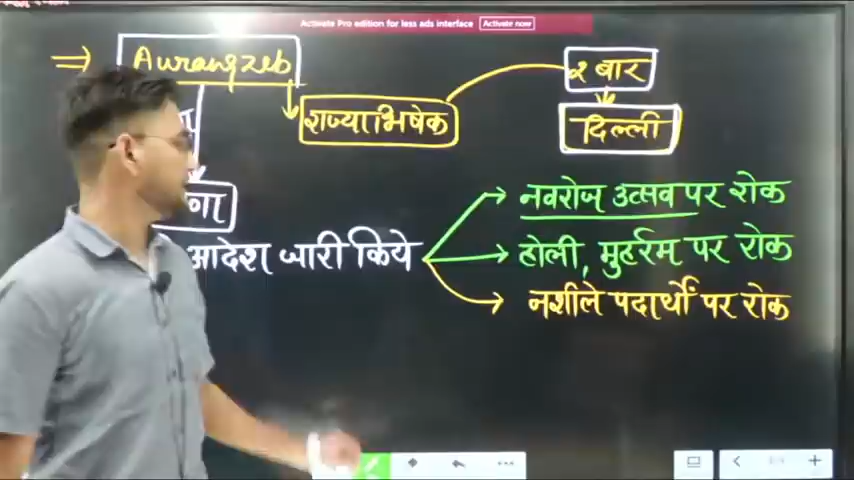 Activate Pro edition for less ads interface Activate now
⇒ Aurangzeb
2 बार
राज्याभिषेक
दिल्ली
नवरोज उत्सव पर रोक
आदेश जारी किये
होली, मुहर्रम पर रोक
नशीले पदार्थों पर रोक